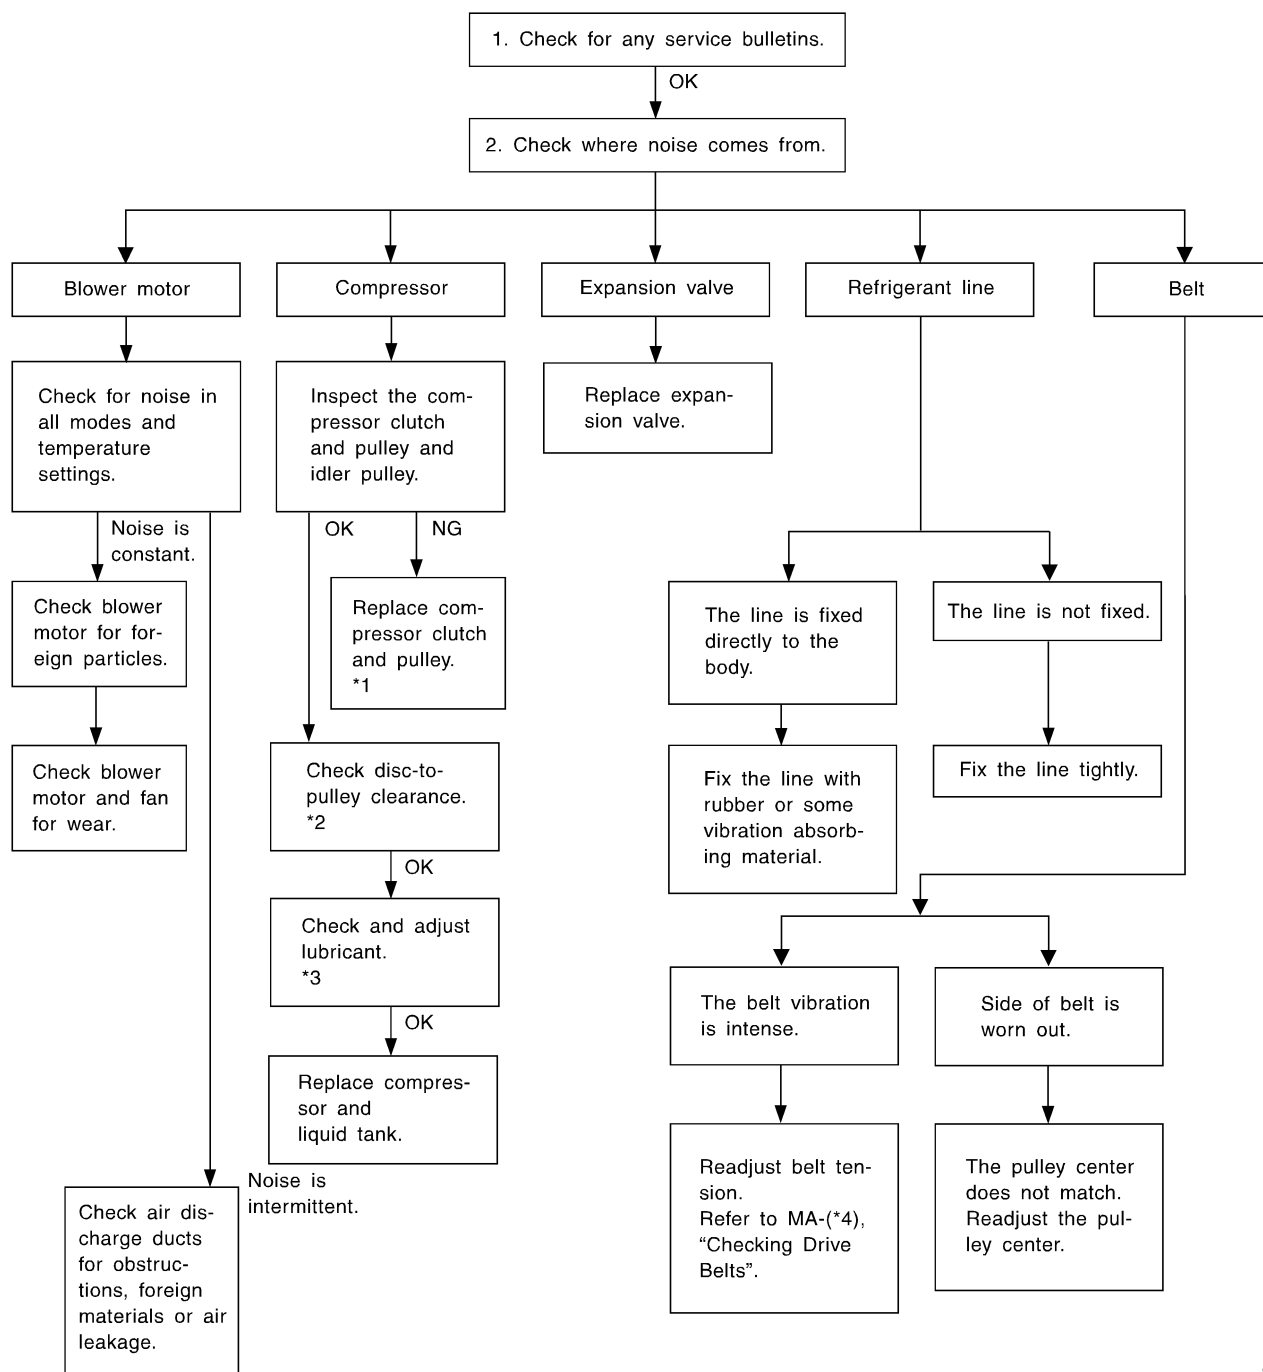 1. Check for any service bulletins.
OK
2. Check where noise comes from.
Blower motor
Compressor
Expansion valve
Refrigerant line
Belt
Check for noise in
all modes and
temperature
settings.
Inspect the com-
pressor clutch
and pulley and
idler pulley.
Replace expan-
sion valve.
Noise is
constant.
OK
NG
Check blower
motor for for-
eign particles.
Replace com-
pressor clutch
and pulley.
*1
The line is fixed
directly to the
body.
The line is not fixed.
Check blower
motor and fan
for wear.
Check disc-to-
pulley clearance.
*2
Fix the line with
rubber or some
vibration absorb-
ing material.
Fix the line tightly.
OK
Check and adjust
lubricant.
*3
OK
Replace compres-
sor and
liquid tank.
The belt vibration
is intense.
Side of belt is
worn out.
Noise is
intermittent.
Check air dis-
charge ducts
for obstruc-
tions, foreign
materials or air
leakage.
Readjust belt ten-
sion.
Refer to MA-(*4),
“Checking Drive
Belts”.
The pulley center
does not match.
Readjust the pul-
ley center.